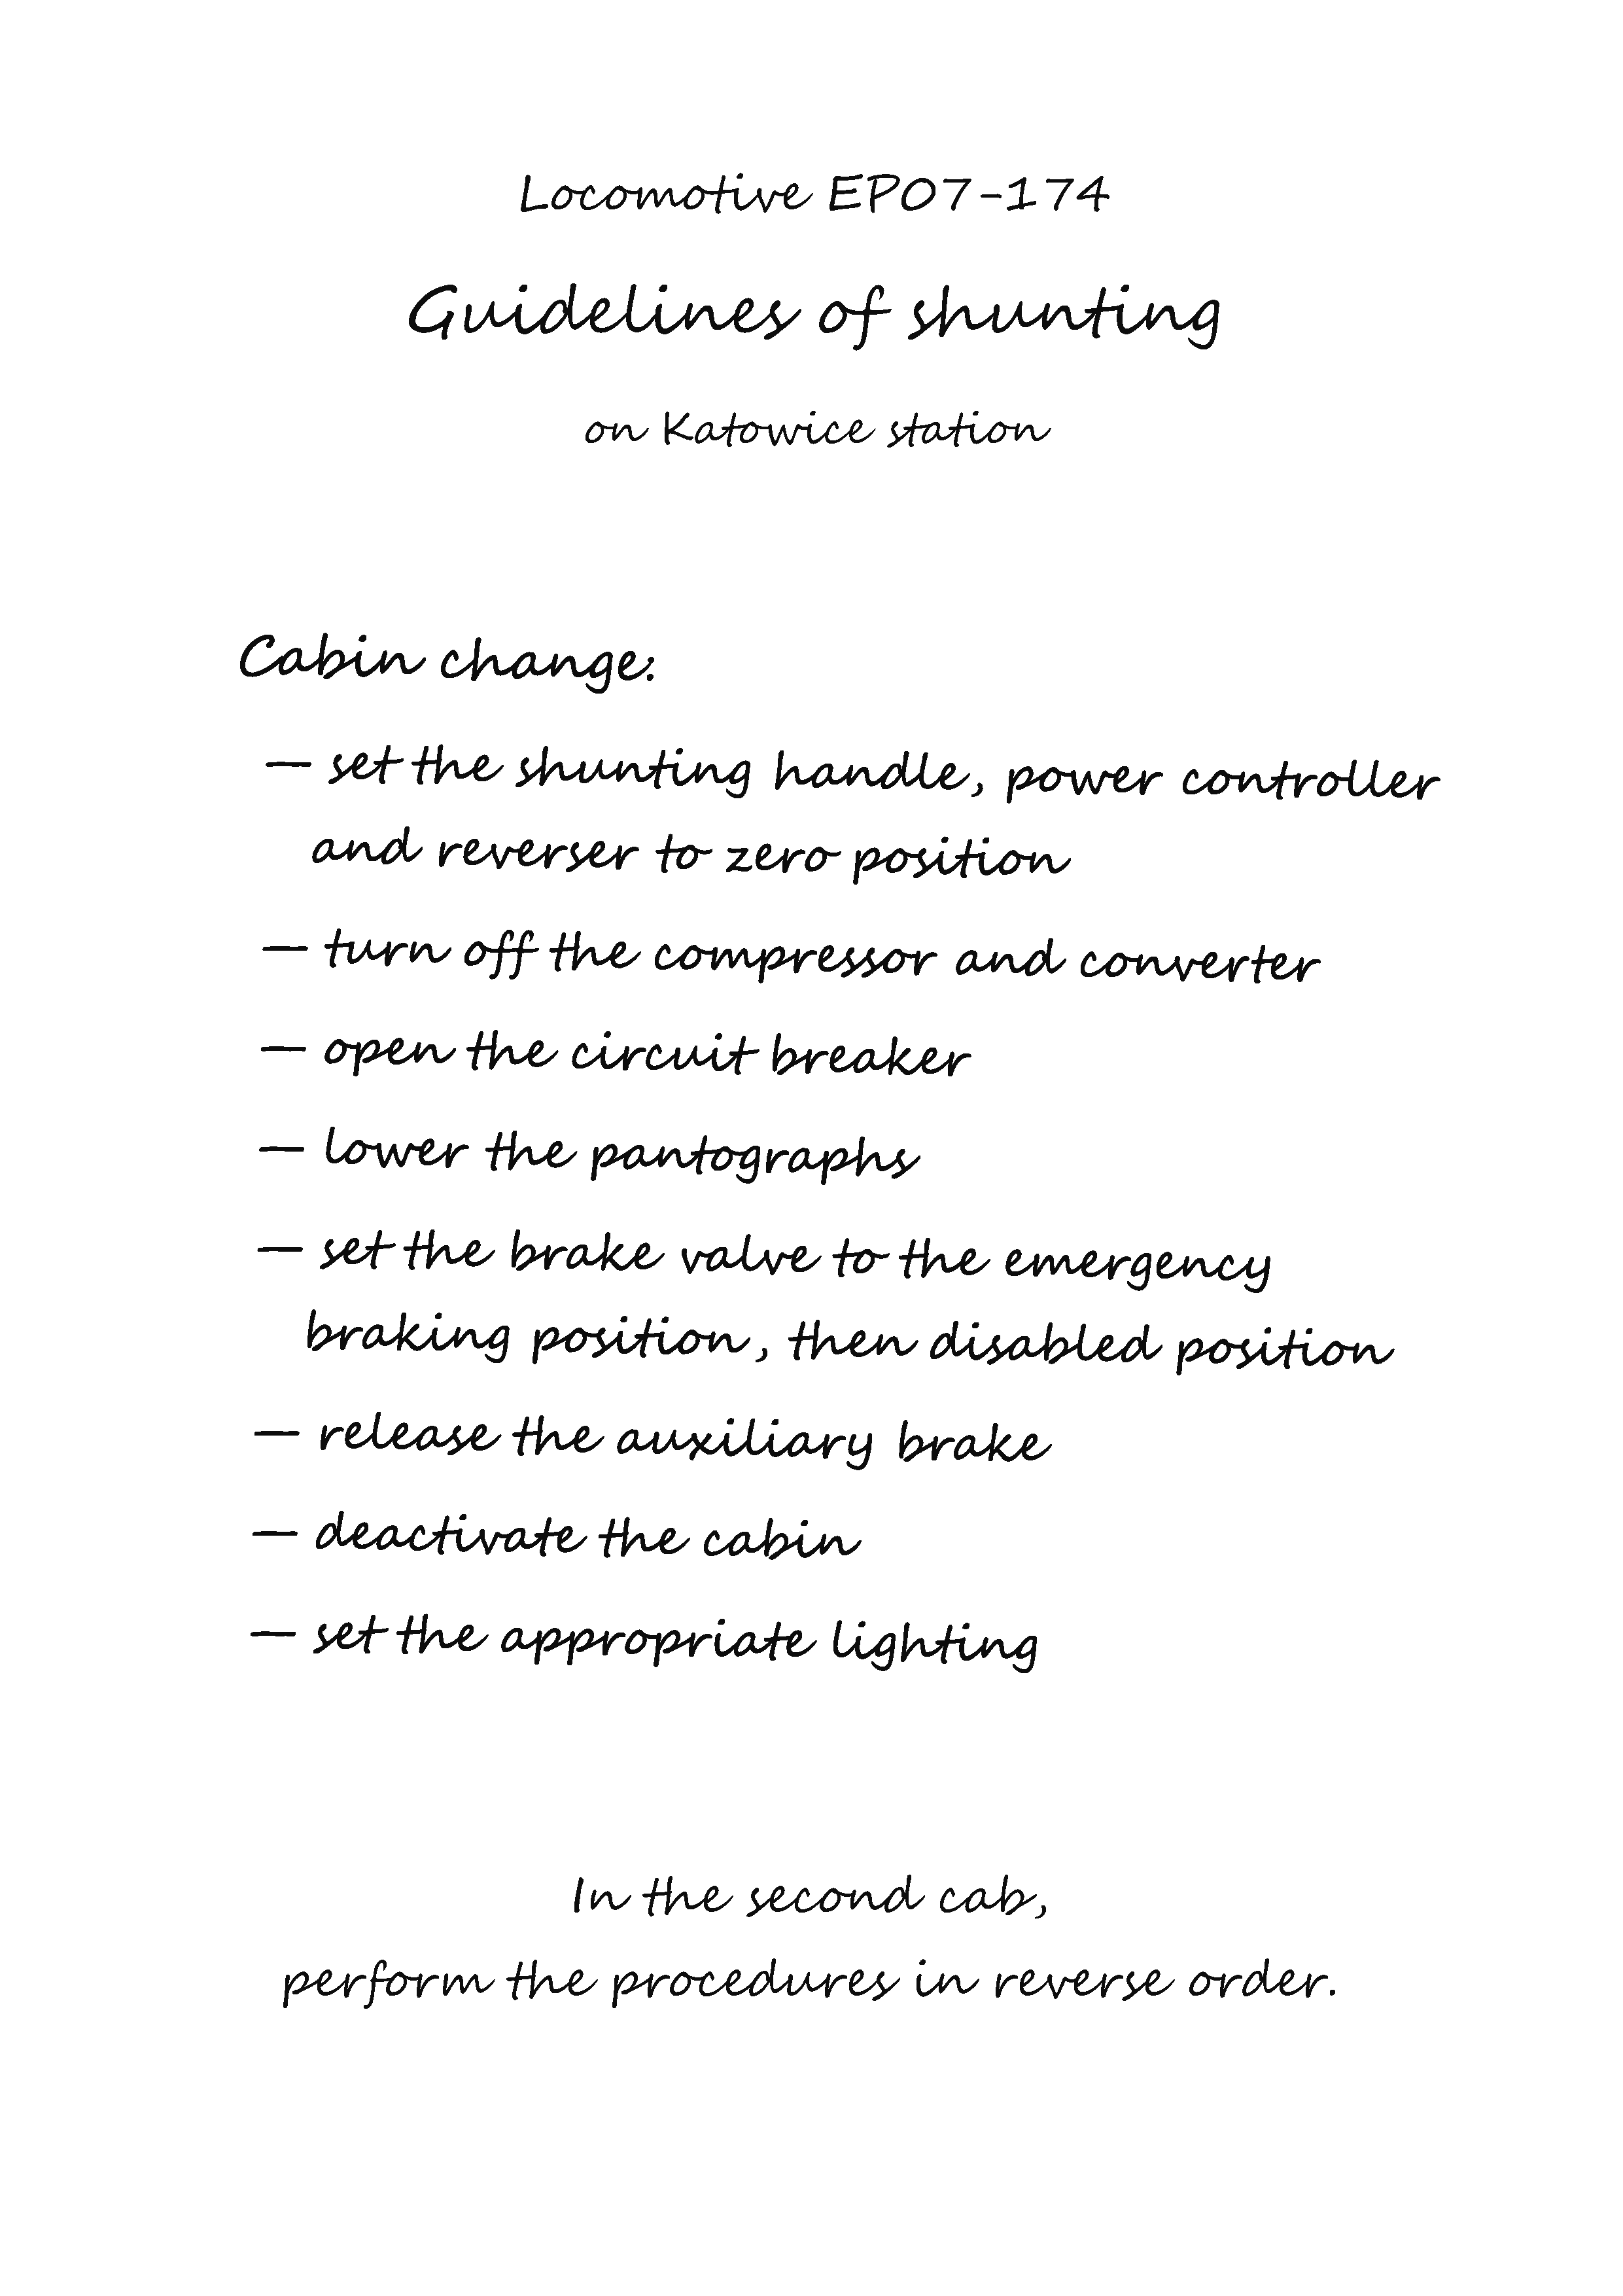 Locomotive EP07-174
Guidelines of shunting
on Katowice station
Cabin change:
— set the shunting handle, power controller
and reverser to zero position
— turn off the compressor and converter
— open the circuit breaker
— lower the pantographs
— set the brake valve to the emergency
braking position, then disabled position
— release the auxiliary brake
— deactivate the cabin
— set the appropriate lighting
In the second cab,
perform the procedures in reverse order.